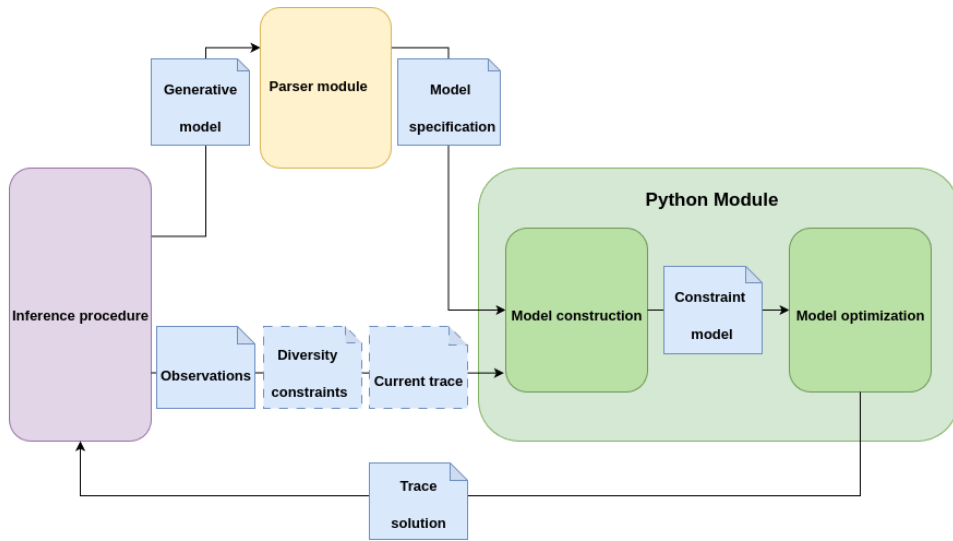 Generative
model
Parser module
Model
specification
Python Module
Inference procedure
Observations
Diversity
constraints
Current trace
Model construction
Constraint
model
Model optimization
Trace
solution